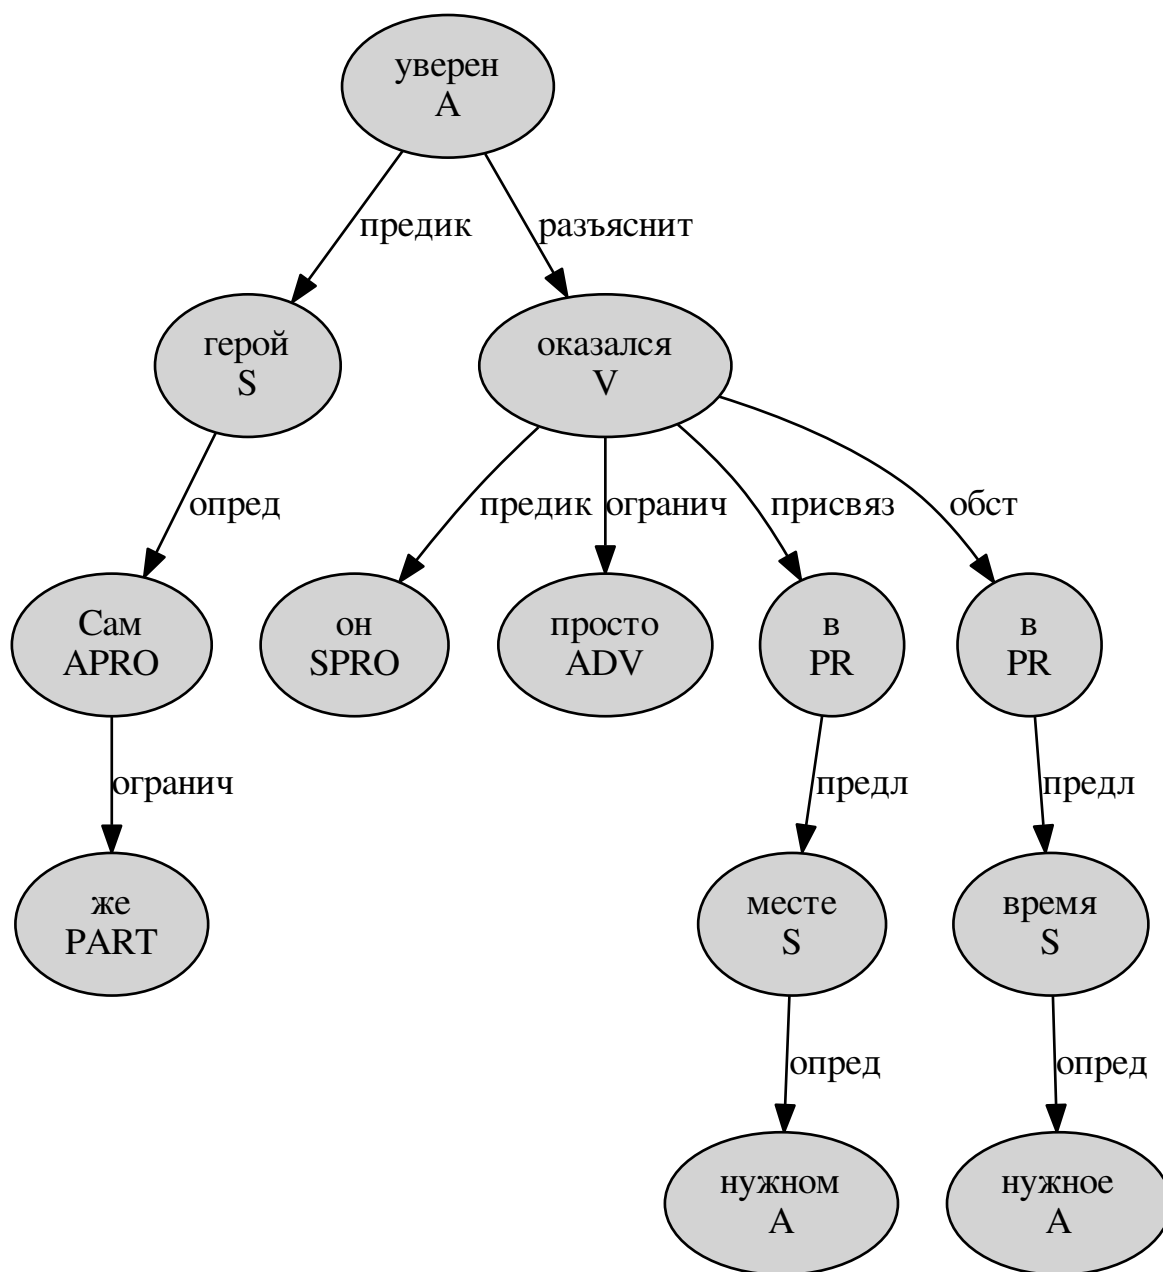 уверен
A
предик
разъяснит
герой
S
оказался
V
опред
предик
огранич
присвяз
обст
Сам
APRO
он
SPRO
просто
ADV
в
PR
в
PR
огранич
предл
предл
же
PART
месте
S
время
S
опред
опред
нужном
A
нужное
A